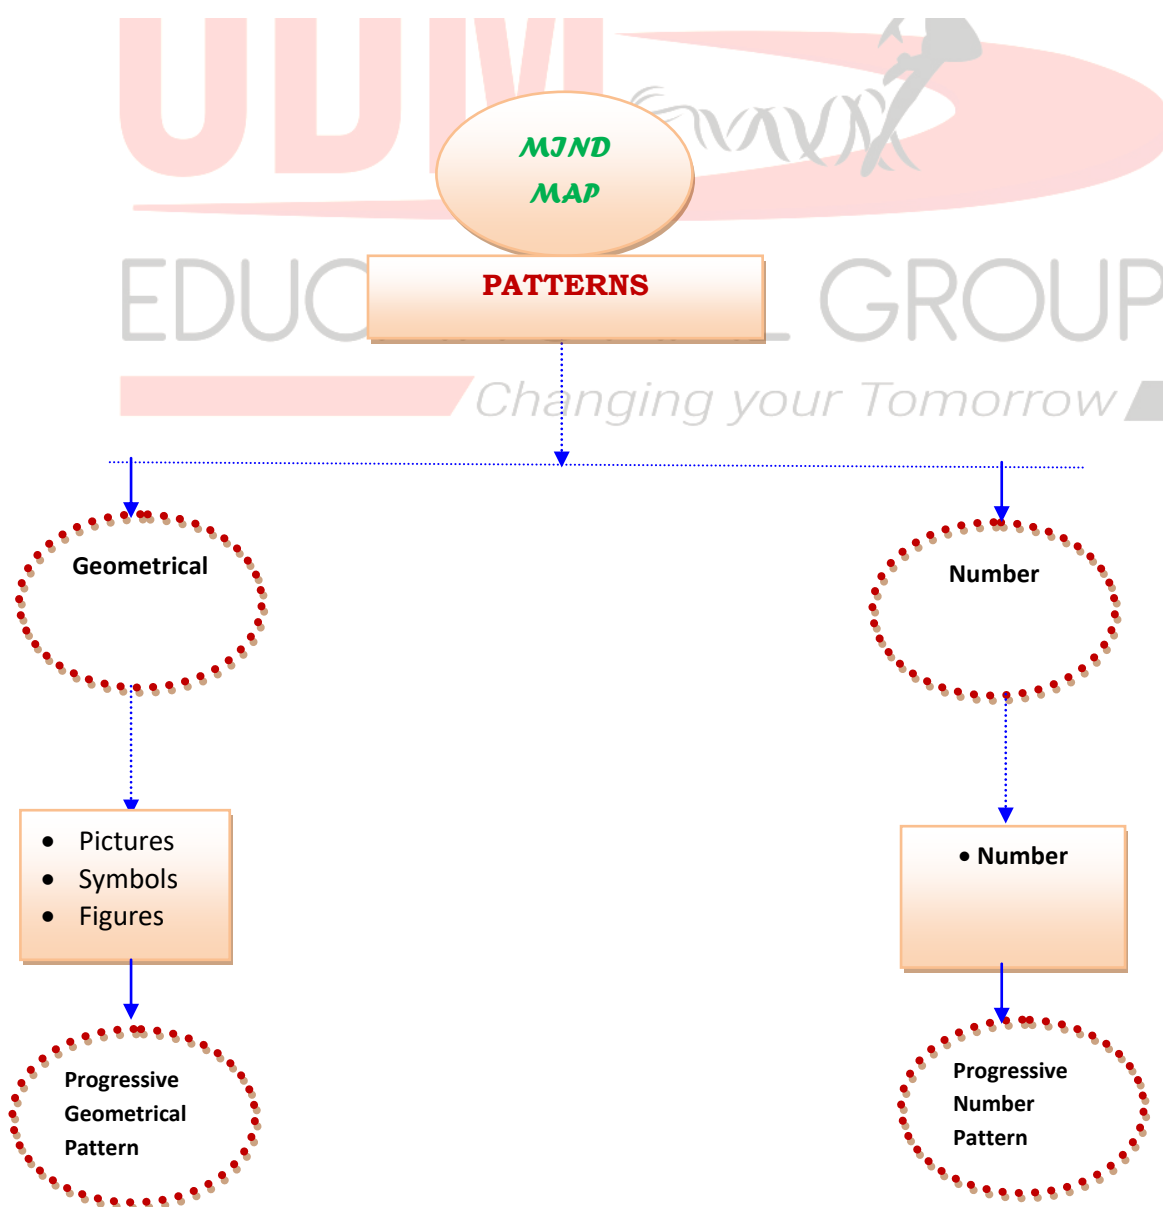 MIND
MAP
PATTERNS
EDUC GROUP
Changing your Tomorrow
Geometrical
Number
• Pictures
• Symbols
• Figures
• Number
Progressive
Geometrical
Pattern
Progressive
Number
Pattern